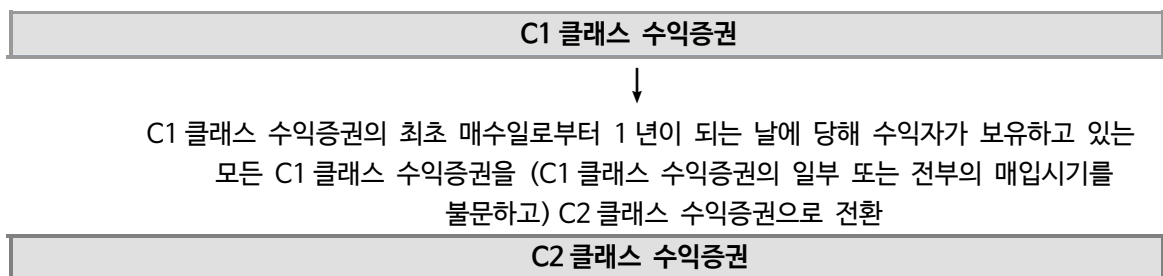 C1 클래스 수익증권
C1 클래스 수익증권의 최초 매수일로부터 1 년이 되는 날에 당해 수익자가 보유하고 있는
모든 C1 클래스 수익증권을 (C1 클래스 수익증권의 일부 또는 전부의 매입시기를
불문하고) C2 클래스 수익증권으로 전환
C2 클래스 수익증권